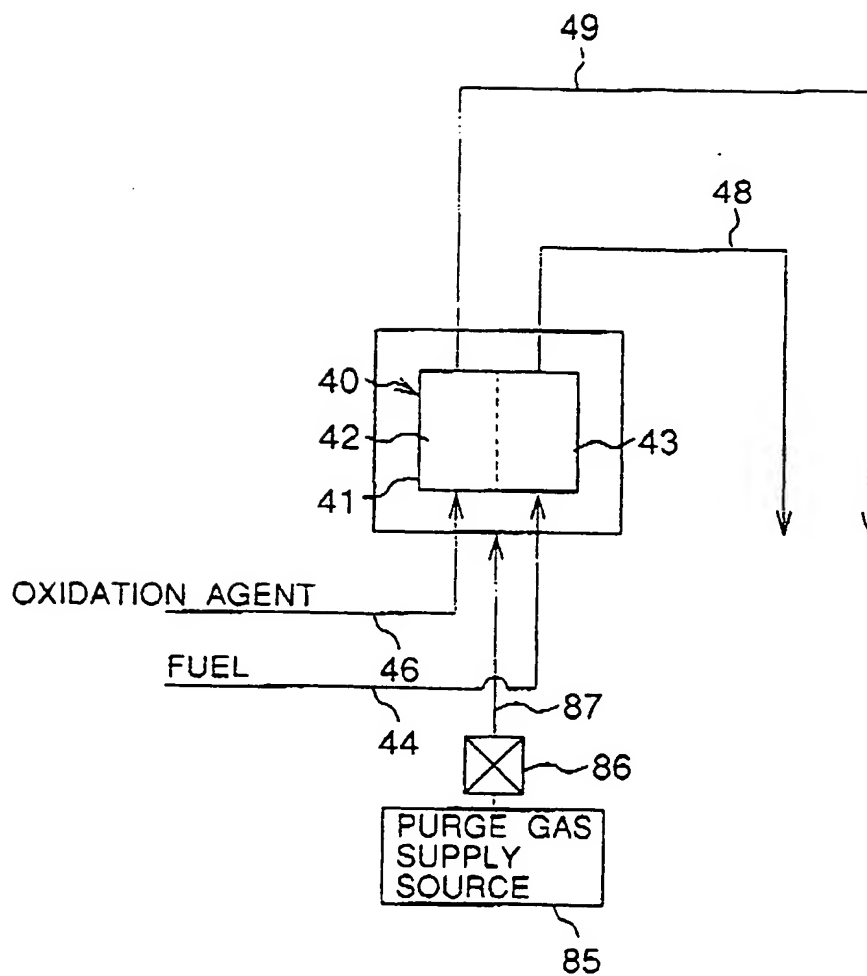 49
48
40
42
43
41
OXIDATION AGENT
46
FUEL
44
87
86
PURGE GAS
SUPPLY
SOURCE
85